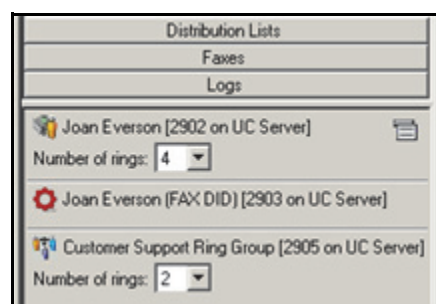 Distribution Lists
Faxes
Logs
Joan Everson [2902 on UC Server]
Number of rings: 4
Joan Everson (FAX DID) [2903 on UC Server]
Customer Support Ring Group [2905 on UC Server]
Number of rings: 2